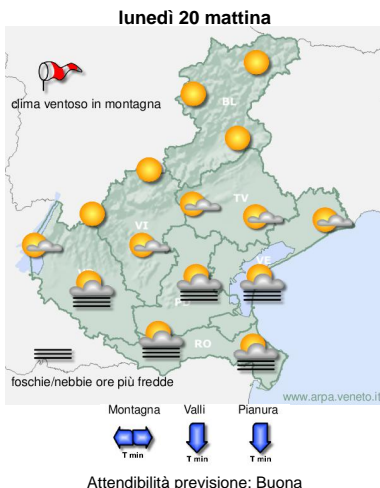 lunedì 20 mattina
clima ventoso in montagna
BL
TV
VI
VE
RO
foschie/nebbie ore più fredde
www.arpa.veneto.it
Montagna Valli Pianura
T min T min T min
Attendibilità previsione: Buona